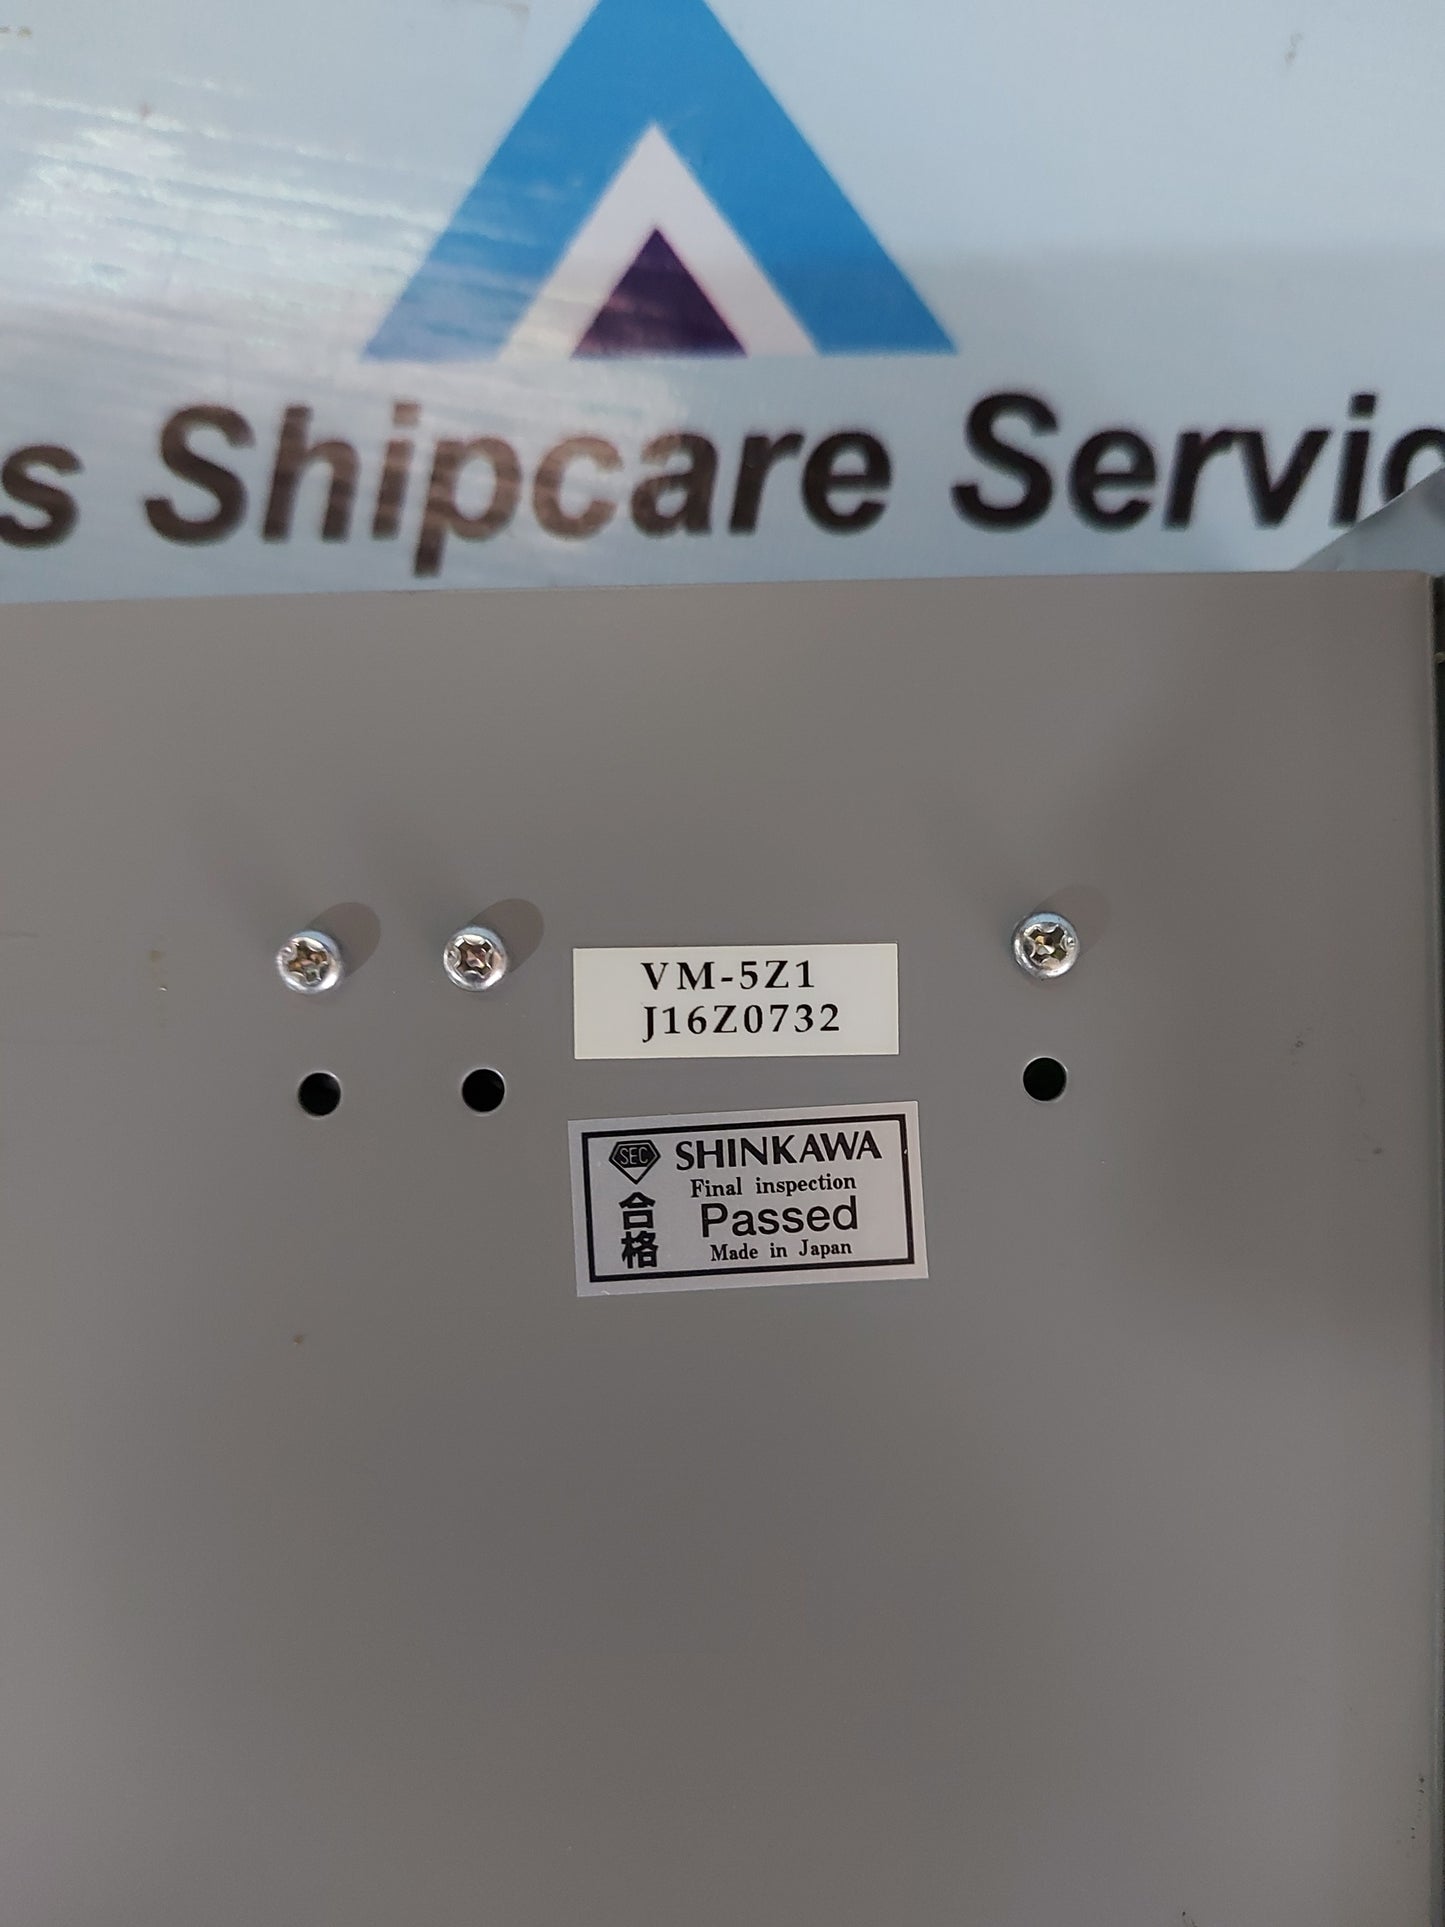 s Shipcare Servic
VM-5Z1
J16Z0732
SEC SHINKAWA
Final inspection
合格 Passed
Made in Japan